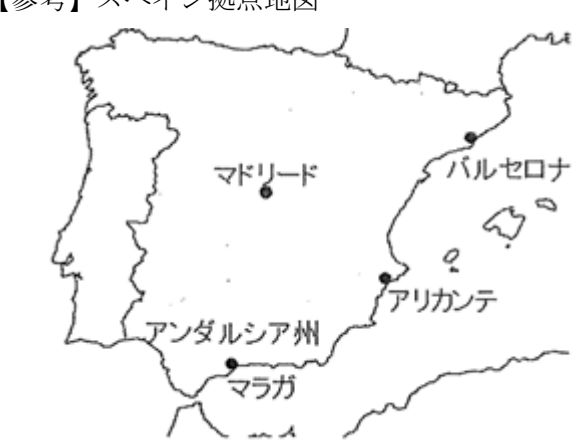 【参考】スペイン拠点地図
バルセロナ
マドリード
アリカンテ
アンダルシア州
マラガ